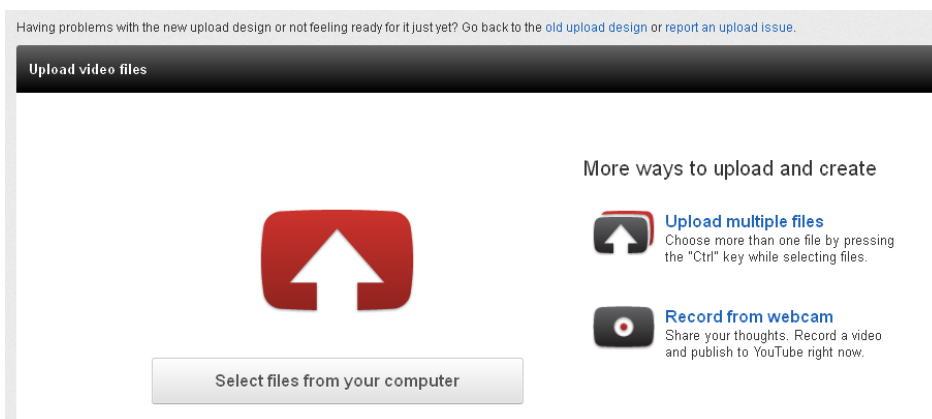 Having problems with the new upload design or not feeling ready for it just yet? Go back to the old upload design or report an upload issue.
Upload video files
More ways to upload and create
Upload multiple files
Choose more than one file by pressing
the "Ctrl" key while selecting files.
Record from webcam
Share your thoughts. Record a video
and publish to YouTube right now.
Select files from your computer